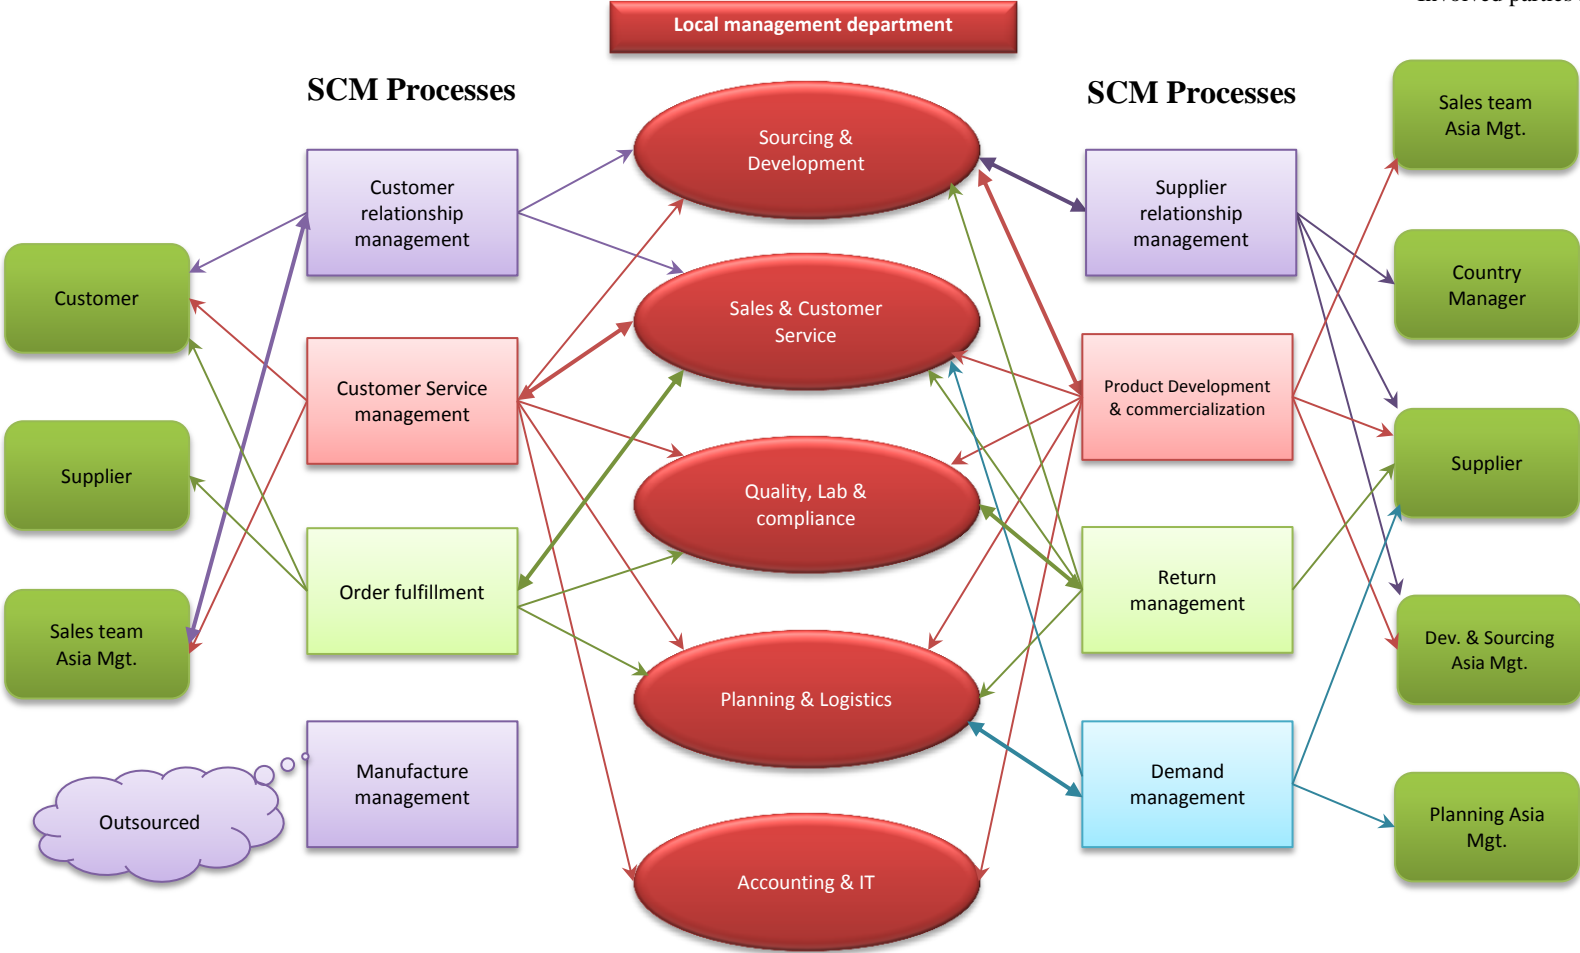 Involved parties
Local management department
SCM Processes
SCM Processes
Sales team
Asia Mgt.
Sourcing &
Development
Customer
relationship
management
Supplier
relationship
management
Country
Manager
Customer
Sales & Customer
Service
Customer Service
management
Product Development
& commercialization
Supplier
Supplier
Quality, Lab &
compliance
Order fulfillment
Return
management
Sales team
Asia Mgt.
Dev. & Sourcing
Asia Mgt.
Planning & Logistics
Manufacture
management
Demand
management
Outsourced
Planning Asia
Mgt.
Accounting & IT